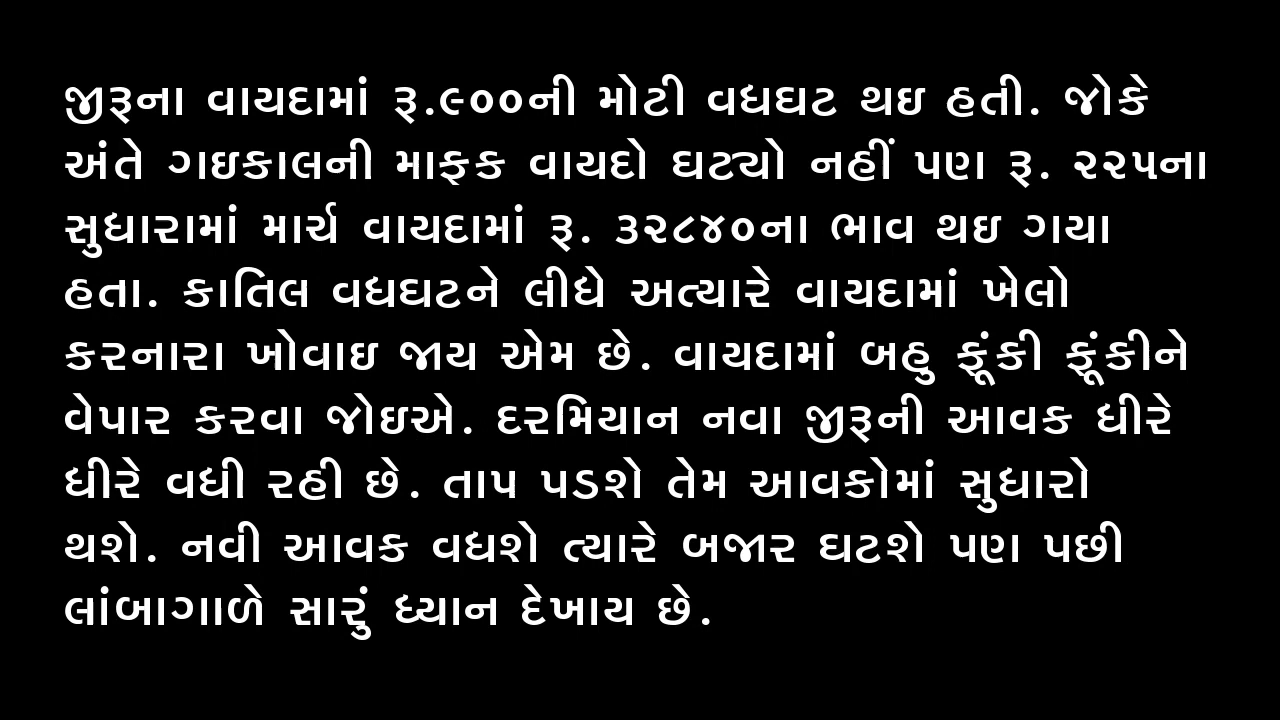 જીરૂના વાયદામાં રૂ.૯૦૦ની મોટી વધઘટ થઇ હતી. જોકે
અંતે ગઇકાલની માફક વાયદો ઘટ્યો નહીં પણ રૂ. ૨૨૫ના
સુધારામાં માર્ચ વાયદામાં રૂ. ૩૨૮૪૦ના ભાવ થઇ ગયા
હતા. કાતિલ વધઘટને લીધે અત્યારે વાયદામાં ખેલો
કરનારા ખોવાઇ જાય એમ છે. વાયદામાં બહુ ફૂંકી ફૂંકીને
વેપાર કરવા જોઇએ. દરમિયાન નવા જીરૂની આવક ધીરે
ધીરે વધી રહી છે. તાપ પડશે તેમ આવકોમાં સુધારો
થશે. નવી આવક વધશે ત્યારે બજાર ઘટશે પણ પછી
લાંબાગાળે સારું ધ્યાન દેખાય છે.